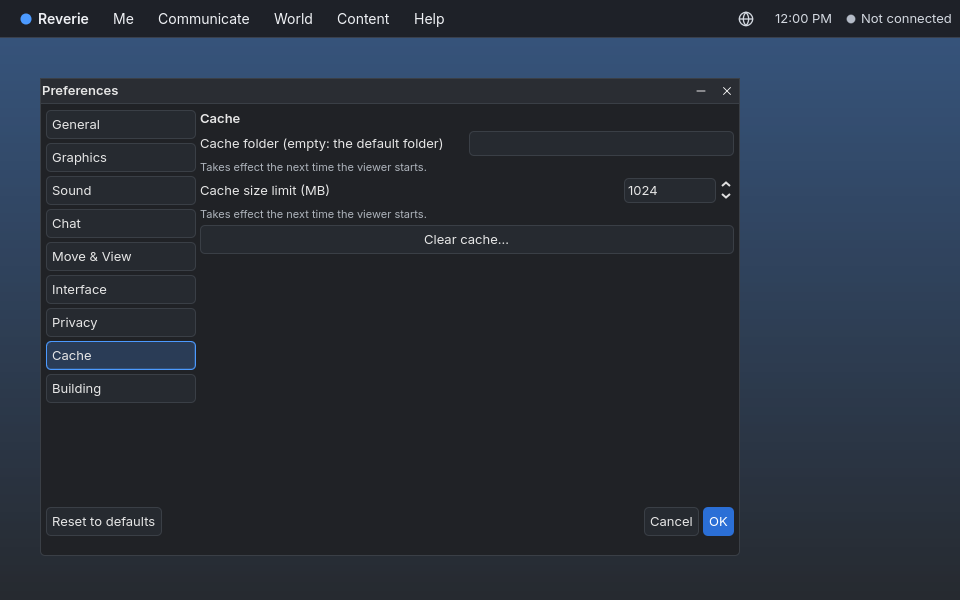 Reverie Me Communicate World Content Help 12:00 PM Not connected
Preferences
General
Graphics
Sound
Chat
Move & View
Interface
Privacy
Cache
Building
Cache
Cache folder (empty: the default folder)
Takes effect the next time the viewer starts.
Cache size limit (MB) 1024
Takes effect the next time the viewer starts.
Clear cache...
Reset to defaults Cancel OK